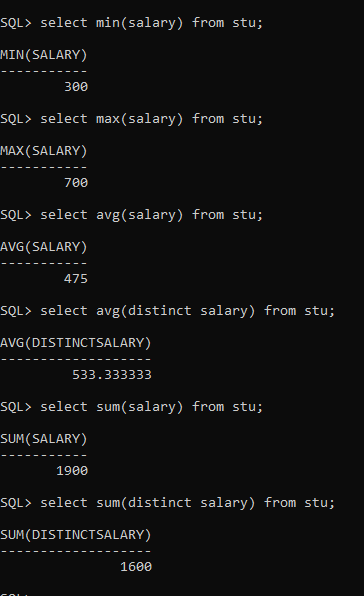 SQL> select min(salary) from stu;
MIN(SALARY)
-----------
300
SQL> select max(salary) from stu;
MAX(SALARY)
-----------
700
SQL> select avg(salary) from stu;
AVG(SALARY)
-----------
475
SQL> select avg(distinct salary) from stu;
AVG(DISTINCTSALARY)
-------------------
533.333333
SQL> select sum(salary) from stu;
SUM(SALARY)
-----------
1900
SQL> select sum(distinct salary) from stu;
SUM(DISTINCTSALARY)
-------------------
1600
SQL>